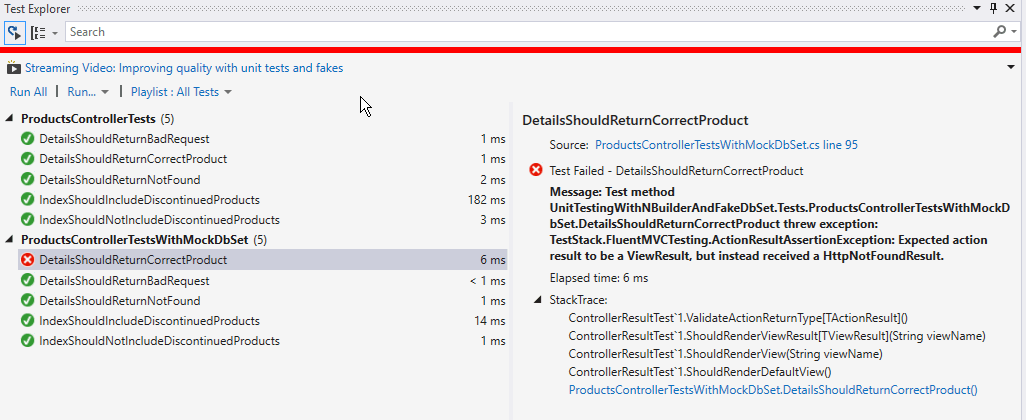 Test Explorer
Search
Streaming Video: Improving quality with unit tests and fakes
Run All | Run... | Playlist : All Tests
ProductsControllerTests (5)
DetailsShouldReturnBadRequest 1 ms
DetailsShouldReturnCorrectProduct 1 ms
DetailsShouldReturnNotFound 2 ms
IndexShouldIncludeDiscontinuedProducts 182 ms
IndexShouldNotIncludeDiscontinuedProducts 3 ms
ProductsControllerTestsWithMockDbSet (5)
DetailsShouldReturnCorrectProduct 6 ms
DetailsShouldReturnBadRequest < 1 ms
DetailsShouldReturnNotFound 1 ms
IndexShouldIncludeDiscontinuedProducts 14 ms
IndexShouldNotIncludeDiscontinuedProducts 1 ms
DetailsShouldReturnCorrectProduct
Source: ProductsControllerTestsWithMockDbSet.cs line 95
Test Failed - DetailsShouldReturnCorrectProduct
Message: Test method
UnitTestingWithNBuilderAndFakeDbSet.Tests.ProductsControllerTestsWithMockD
bSet.DetailsShouldReturnCorrectProduct threw exception:
TestStack.FluentMVCTesting.ActionResultAssertionException: Expected action
result to be a ViewResult, but instead received a HttpNotFoundResult.
Elapsed time: 6 ms
StackTrace:
ControllerResultTest`1.ValidateActionReturnType[TActionResult]()
ControllerResultTest`1.ShouldRenderViewResult[TViewResult](String viewName)
ControllerResultTest`1.ShouldRenderView(String viewName)
ControllerResultTest`1.ShouldRenderDefaultView()
ProductsControllerTestsWithMockDbSet.DetailsShouldReturnCorrectProduct()